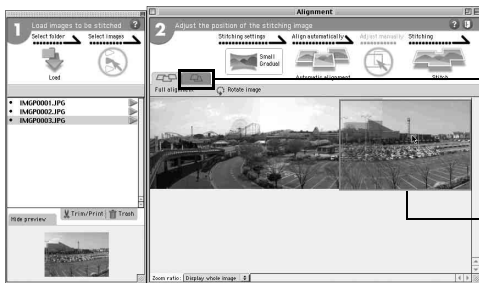 1 Load images to be stitched ?
Select folder Select images
Load
• IMGP0001.JPG
• IMGP0002.JPG
• IMGP0003.JPG
Hide preview Trim/Print Trash
Alignment
2 Adjust the position of the stitching image ?
Stitching settings Align automatically Adjust manually Stitching
Small
Gradual
Automatic alignment Stitch
Full alignment Rotate image
Zoom ratio: Display whole image